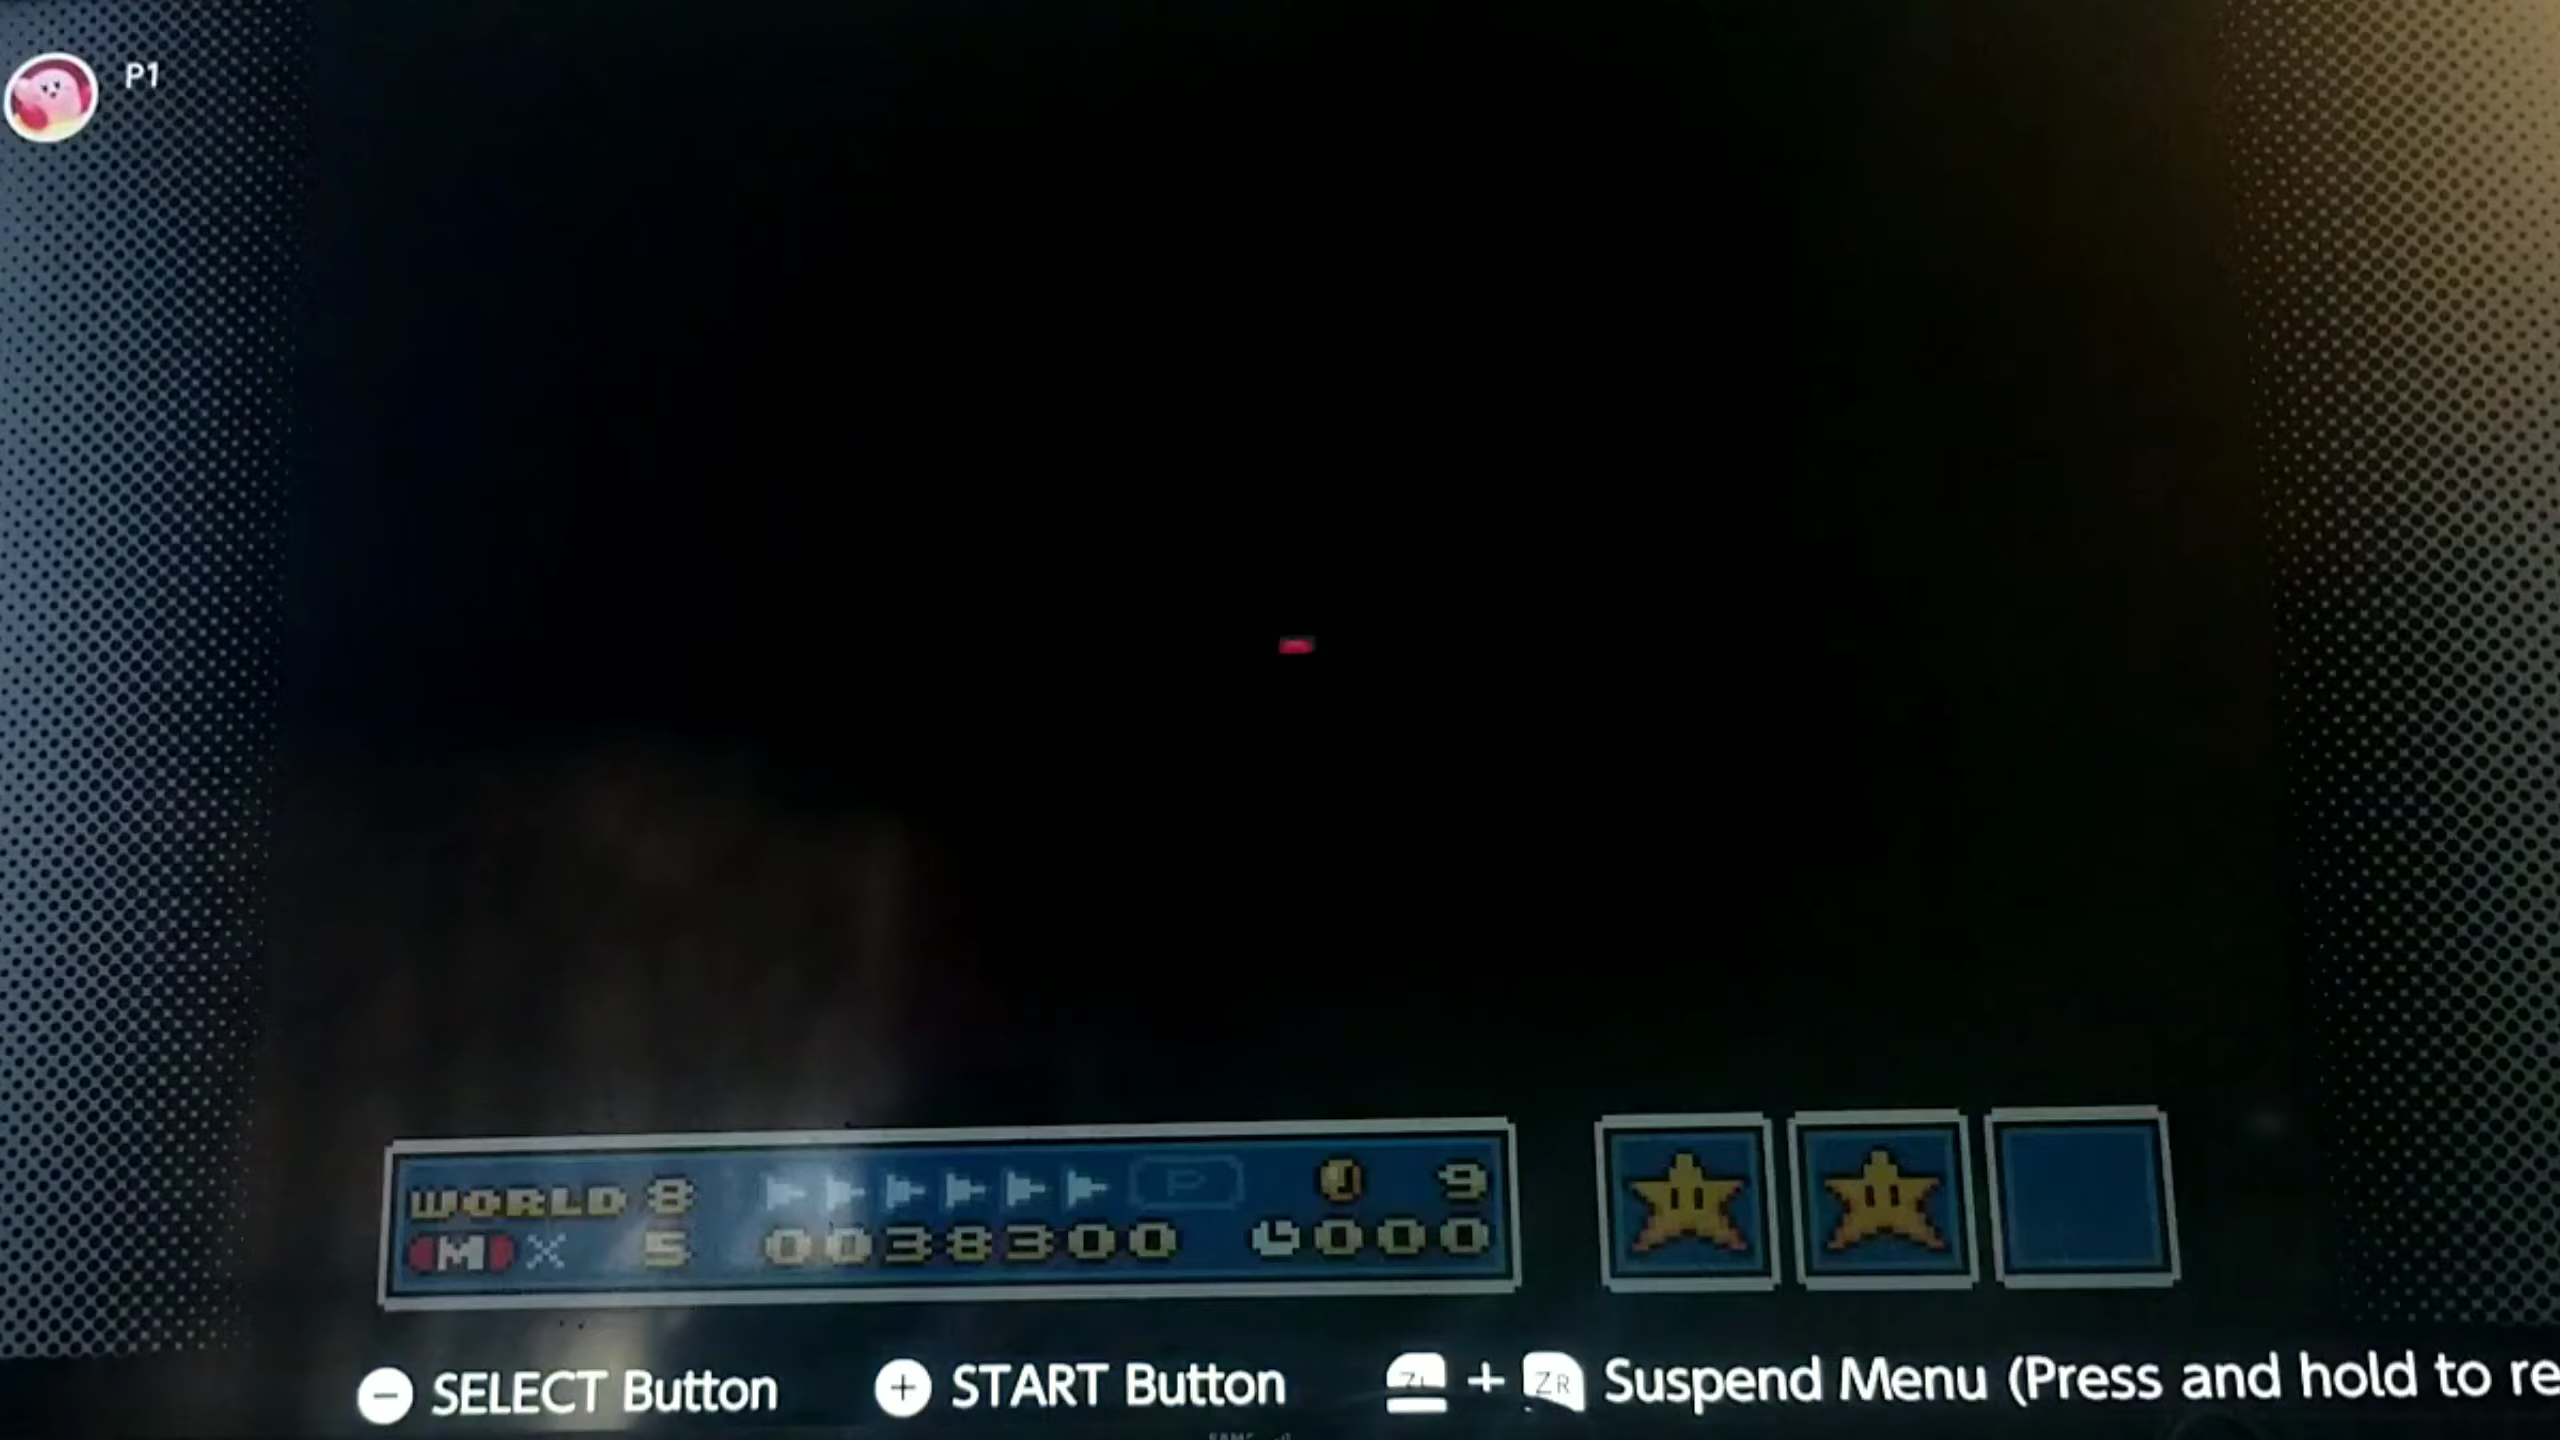 P1
WORLD 8 P 9
M X 5 0038300 000
SELECT Button START Button ZL + ZR Suspend Menu (Press and hold to re